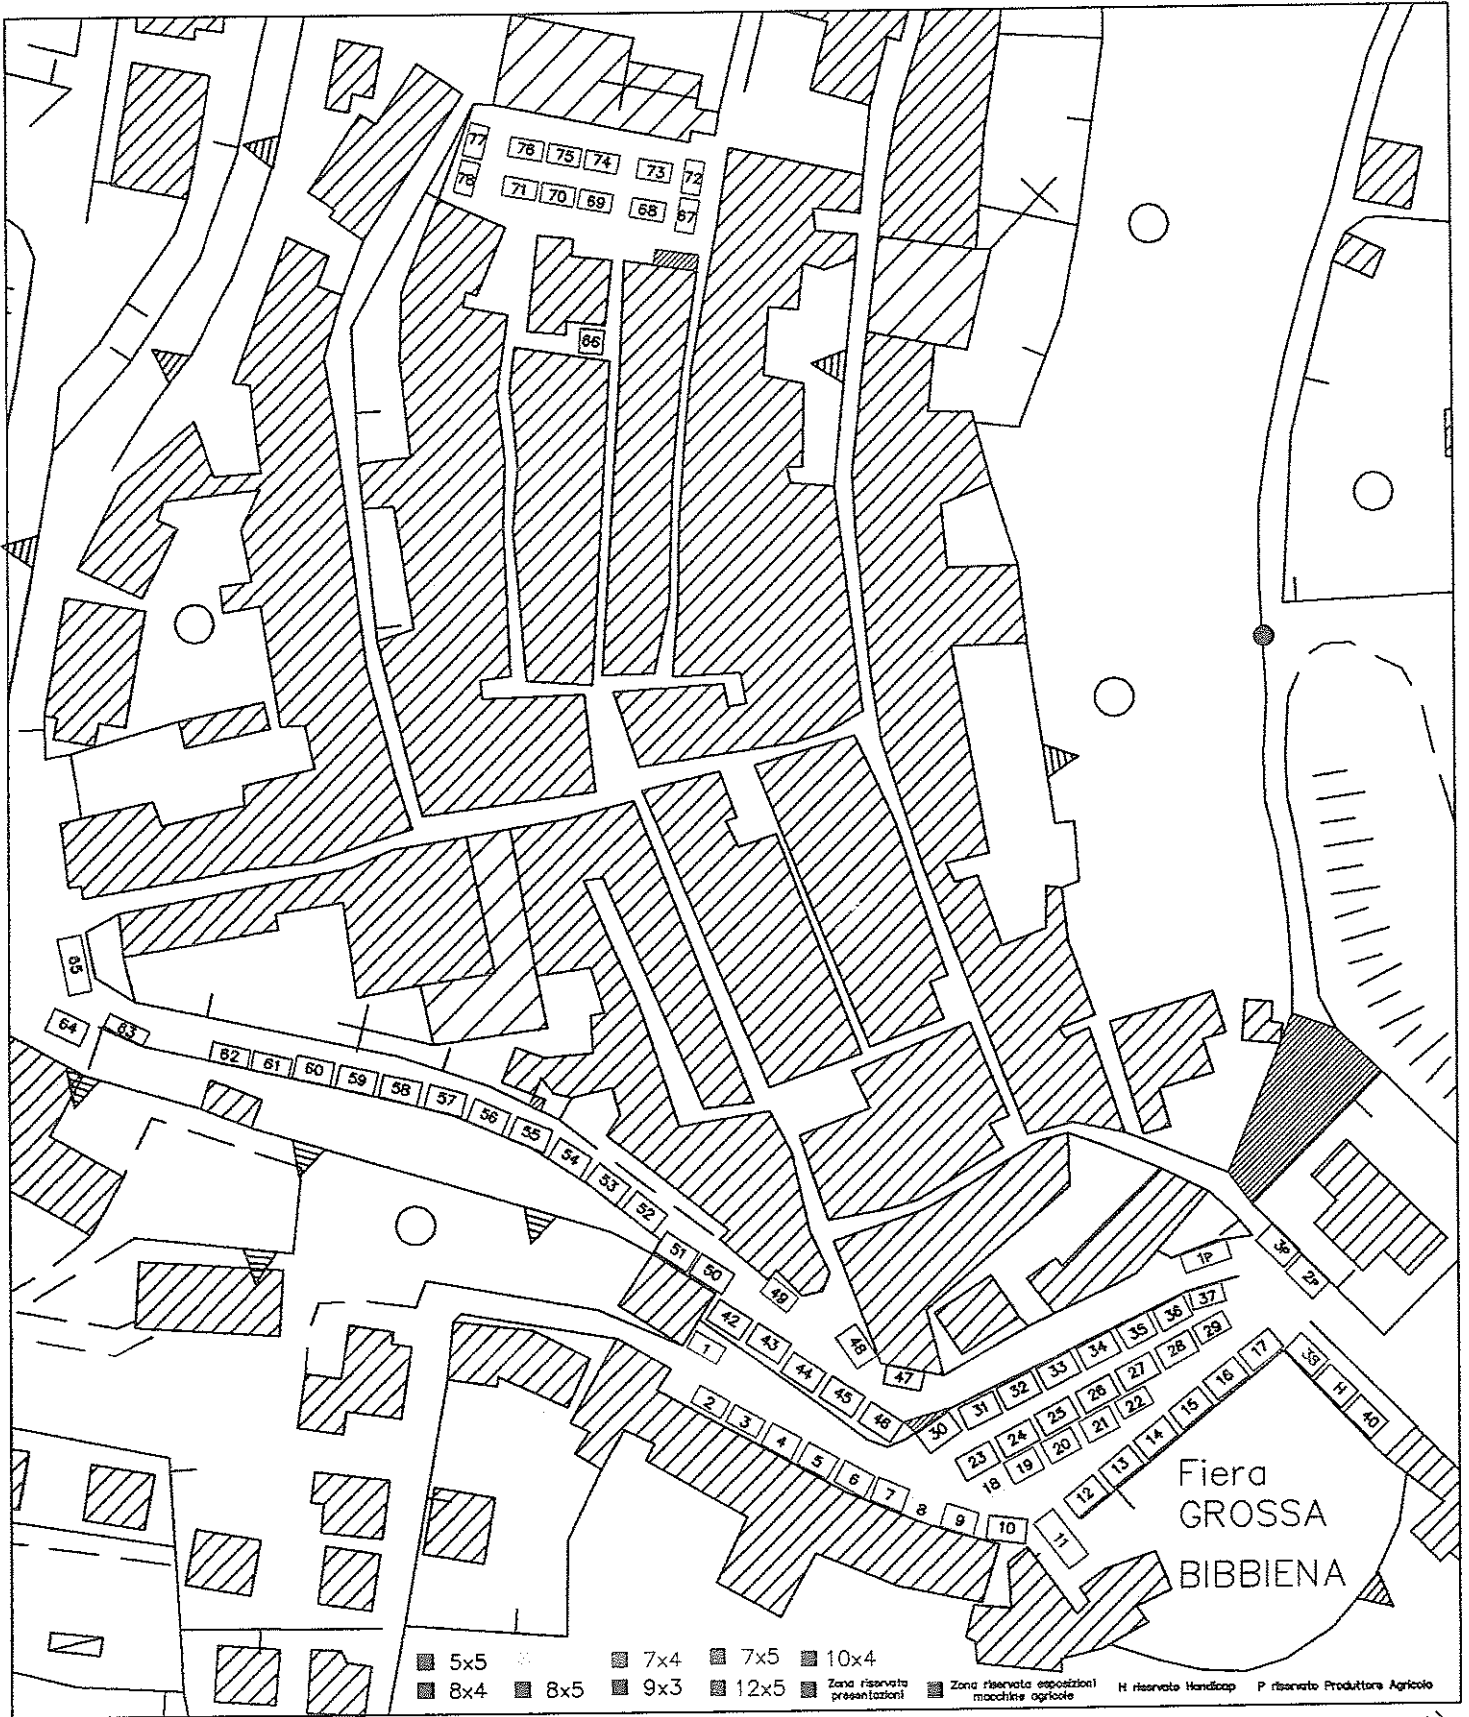 77 76 75 74 73 72
78 71 70 69 68 67
66
65
64 63
62 61 60 59 58 57 56 55 54 53 52
51 50 49
42 43 44 45 46
48 47
1P 3P 2P
1 2 3 4 5 6 7 8 9 10 11
30 31 32 33 34 35 36 37
23 24 25 26 27 28 29
18 19 20 21 22
12 13 14 15 16 17
39 H 40
Fiera
GROSSA
BIBBIENA
5x5 7x4 7x5 10x4
8x4 8x5 9x3 12x5
Zona riservata
presentazioni
Zona riservata esposizioni
macchine agricole
H riservato Handicap P riservato Produttore Agricolo